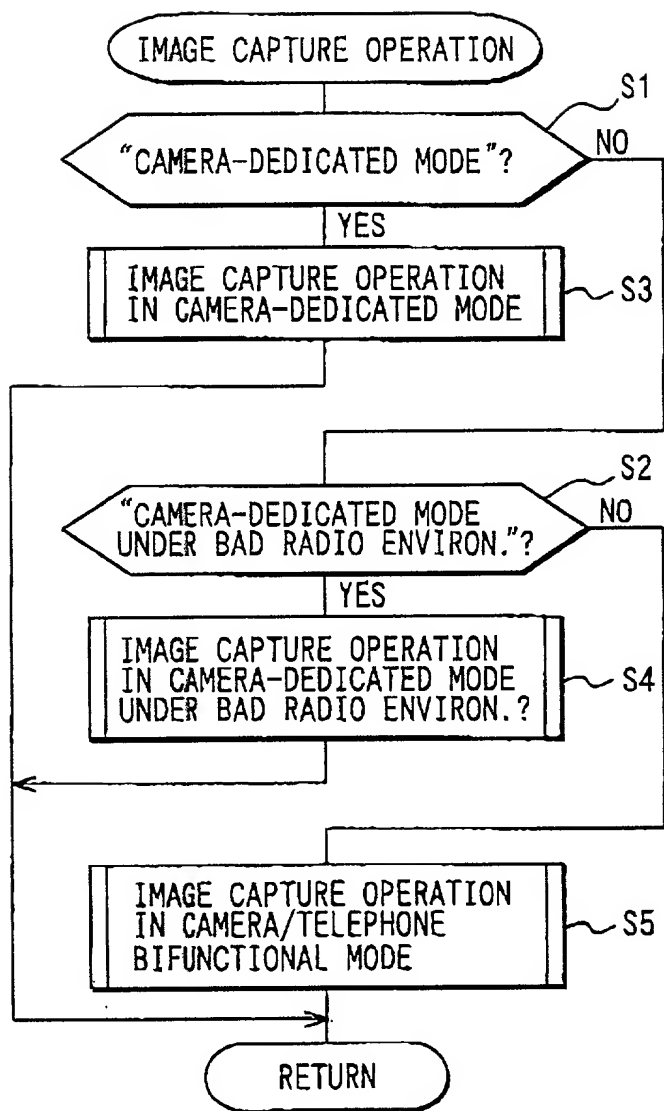 IMAGE CAPTURE OPERATION
S1
"CAMERA-DEDICATED MODE"?
NO
YES
IMAGE CAPTURE OPERATION
IN CAMERA-DEDICATED MODE
S3
S2
"CAMERA-DEDICATED MODE
UNDER BAD RADIO ENVIRON."?
NO
YES
IMAGE CAPTURE OPERATION
IN CAMERA-DEDICATED MODE
UNDER BAD RADIO ENVIRON.?
S4
IMAGE CAPTURE OPERATION
IN CAMERA/TELEPHONE
BIFUNCTIONAL MODE
S5
RETURN